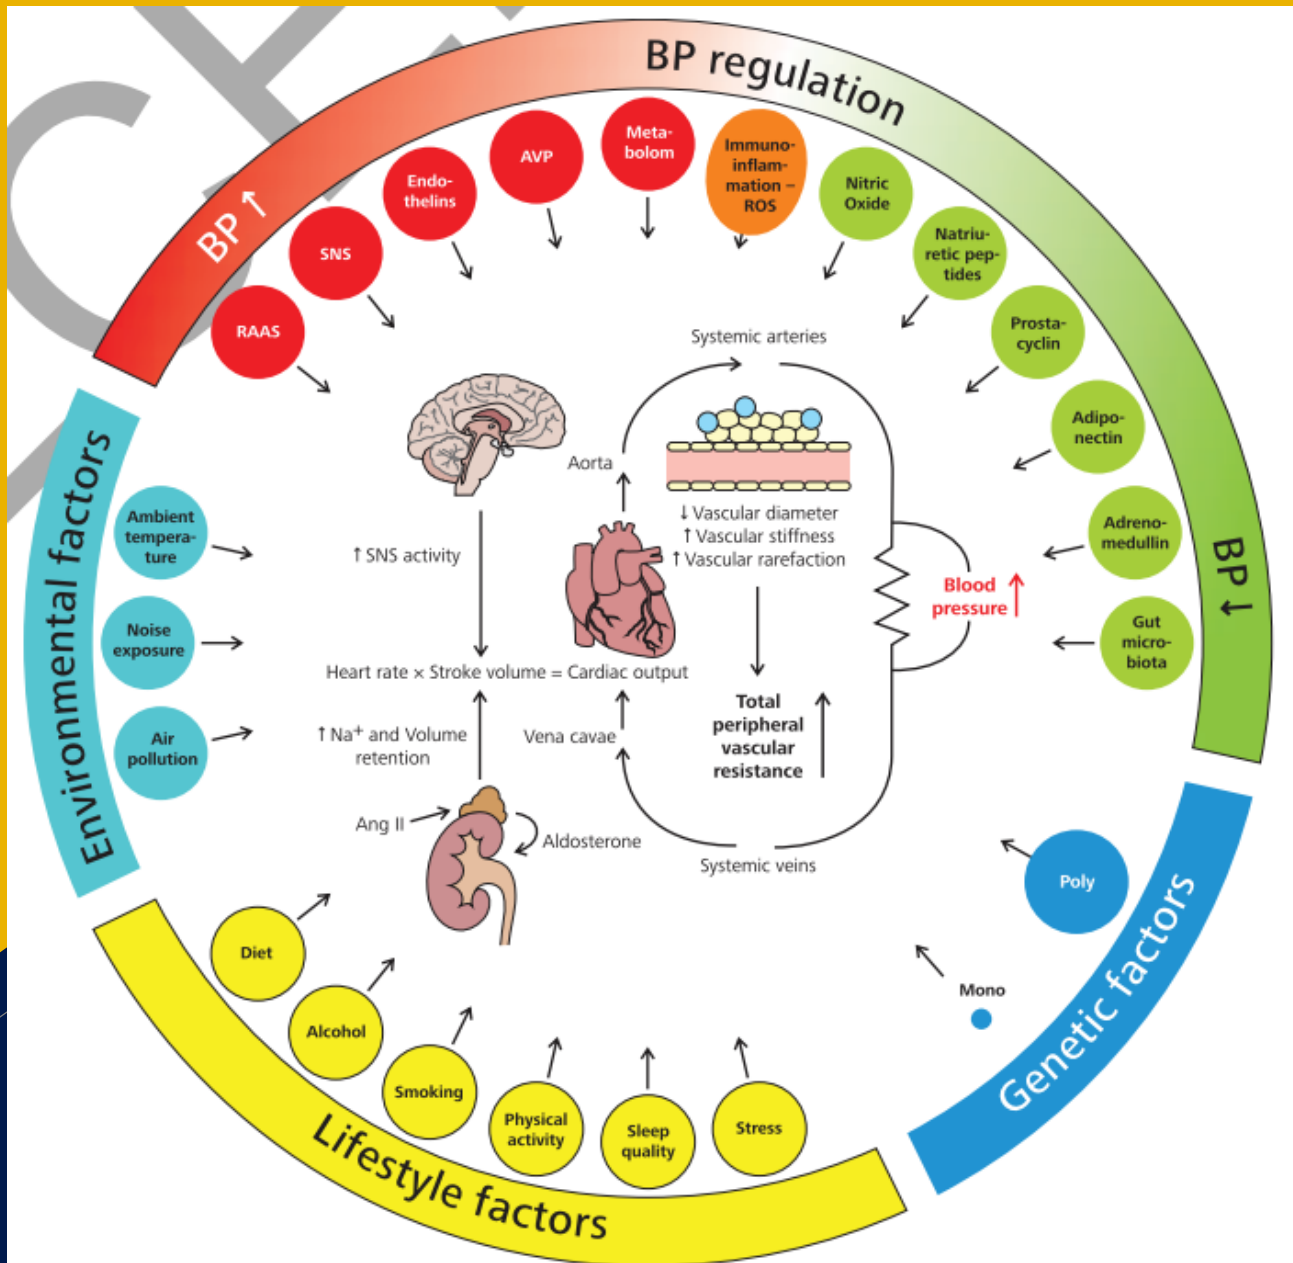 BP regulation
BP ↑
BP ↓
RAAS
SNS
Endo-
thelins
AVP
Meta-
bolom
Immuno-
inflam-
mation –
ROS
Nitric
Oxide
Natriu-
retic pep-
tides
Prosta-
cyclin
Adipo-
nectin
Adreno-
medullin
Gut
micro-
biota
Environmental factors
Ambient
tempera-
ture
Noise
exposure
Air
pollution
Systemic arteries
Aorta
↓ Vascular diameter
↑ Vascular stiffness
↑ Vascular rarefaction
↑ SNS activity
Blood
pressure ↑
Heart rate × Stroke volume = Cardiac output
Total
peripheral
vascular
resistance ↑
↑ Na⁺ and Volume
retention
Vena cavae
Ang II
Aldosterone
Systemic veins
Genetic factors
Poly
Mono
Lifestyle factors
Diet
Alcohol
Smoking
Physical
activity
Sleep
quality
Stress